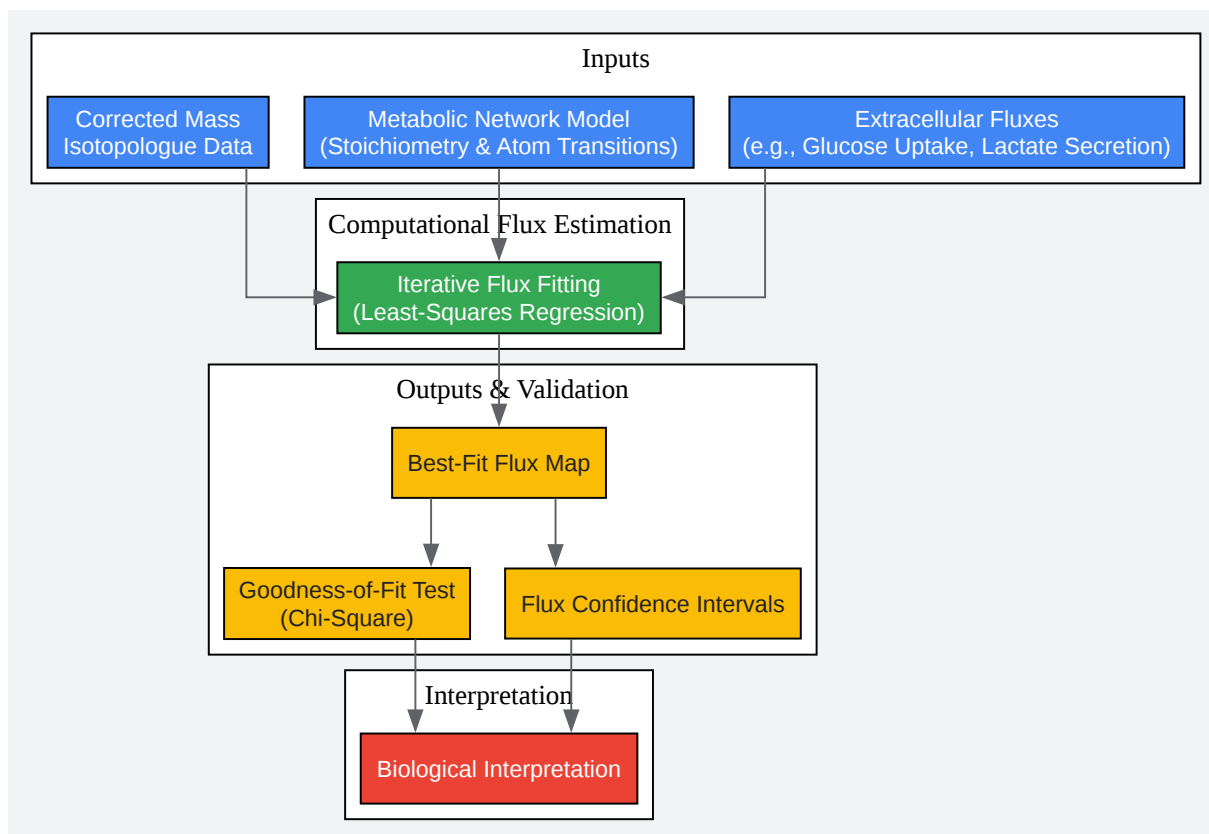 Inputs
Corrected Mass
Isotopologue Data
Metabolic Network Model
(Stoichiometry & Atom Transitions)
Extracellular Fluxes
(e.g., Glucose Uptake, Lactate Secretion)
Computational Flux Estimation
Iterative Flux Fitting
(Least-Squares Regression)
Outputs & Validation
Best-Fit Flux Map
Goodness-of-Fit Test
(Chi-Square)
Flux Confidence Intervals
Interpretation
Biological Interpretation